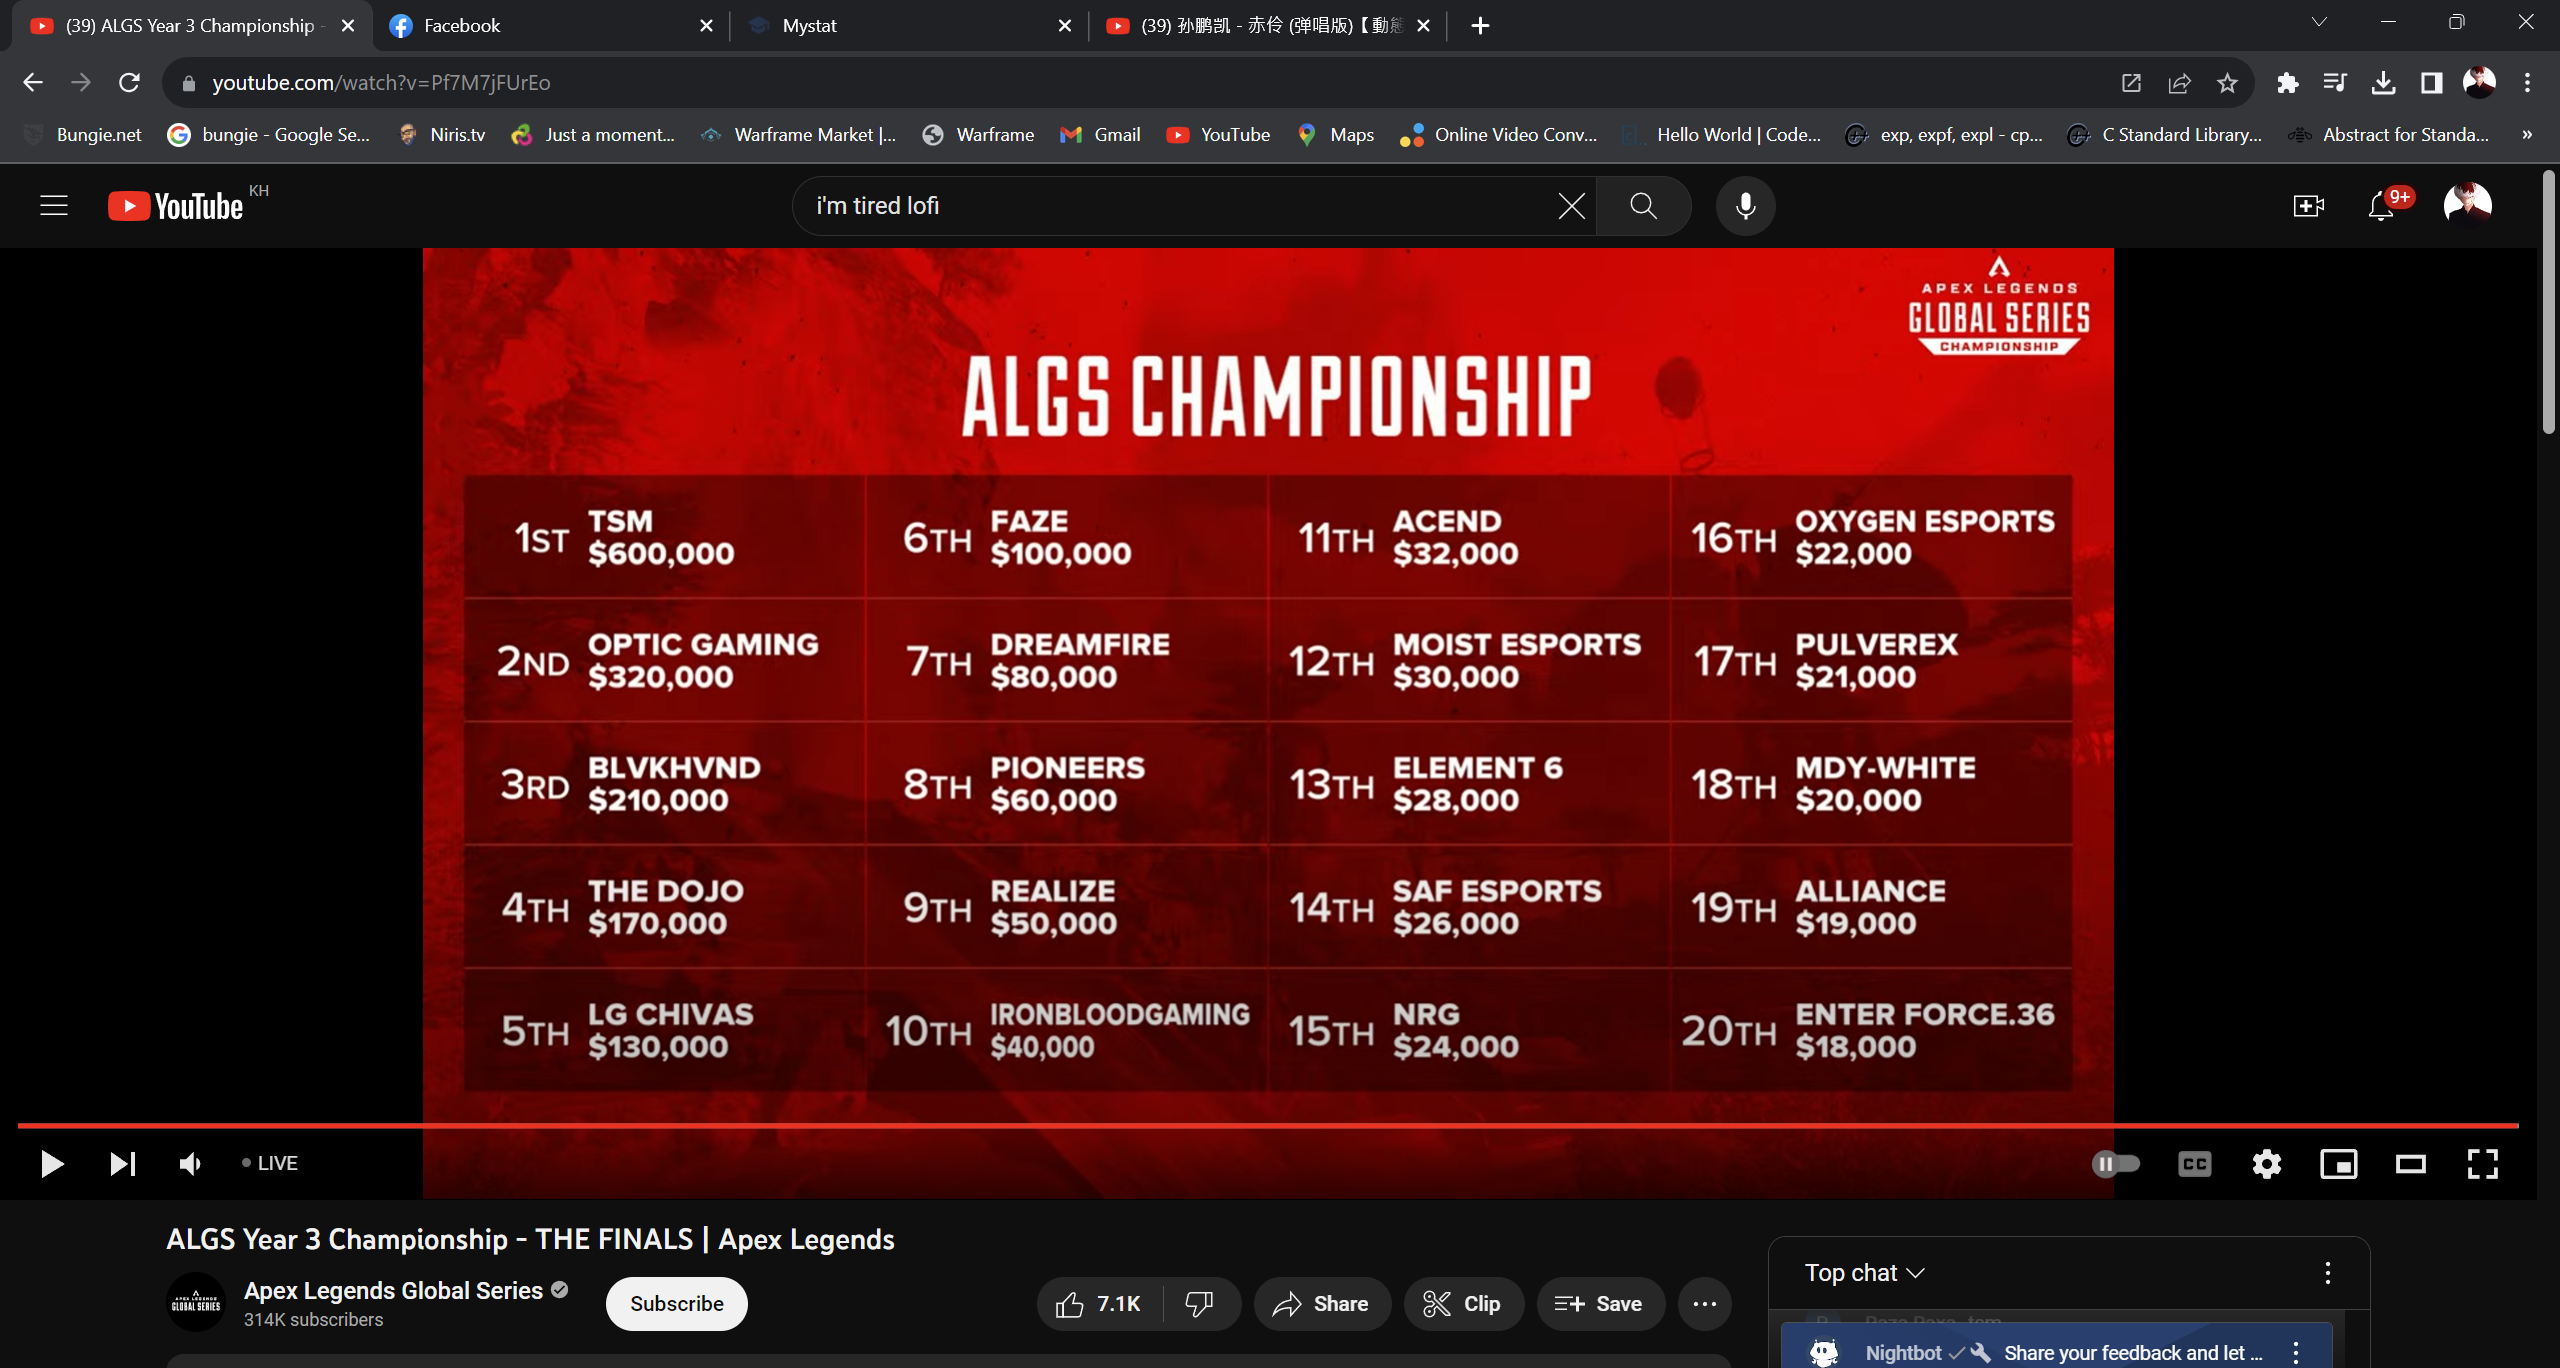 (39) ALGS Year 3 Championship -
Facebook
Mystat
(39) 孙鹏凯 - 赤伶 (弹唱版)【動態
youtube.com/watch?v=Pf7M7jFUrEo
Bungie.net
bungie - Google Se...
Niris.tv
Just a moment...
Warframe Market |...
Warframe
Gmail
YouTube
Maps
Online Video Conv...
Hello World | Code...
exp, expf, expl - cp...
C Standard Library...
Abstract for Standa...
»
YouTube KH
i'm tired lofi
9+
APEX LEGENDS
GLOBAL SERIES
CHAMPIONSHIP
ALGS CHAMPIONSHIP
1ST TSM
$600,000
6TH FAZE
$100,000
11TH ACEND
$32,000
16TH OXYGEN ESPORTS
$22,000
2ND OPTIC GAMING
$320,000
7TH DREAMFIRE
$80,000
12TH MOIST ESPORTS
$30,000
17TH PULVEREX
$21,000
3RD BLVKHVND
$210,000
8TH PIONEERS
$60,000
13TH ELEMENT 6
$28,000
18TH MDY-WHITE
$20,000
4TH THE DOJO
$170,000
9TH REALIZE
$50,000
14TH SAF ESPORTS
$26,000
19TH ALLIANCE
$19,000
5TH LG CHIVAS
$130,000
10TH IRONBLOODGAMING
$40,000
15TH NRG
$24,000
20TH ENTER FORCE.36
$18,000
LIVE
CC
ALGS Year 3 Championship - THE FINALS | Apex Legends
APEX LEGENDS
GLOBAL SERIES
Apex Legends Global Series
314K subscribers
Subscribe
7.1K
Share
Clip
Save
Top chat
Nightbot
Share your feedback and let ...